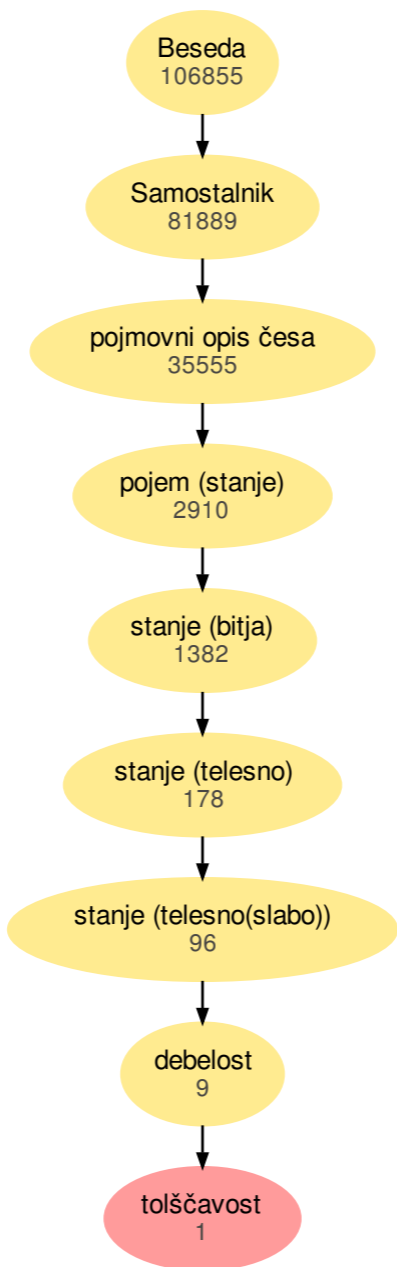 Beseda
106855
Samostalnik
81889
pojmovni opis česa
35555
pojem (stanje)
2910
stanje (bitja)
1382
stanje (telesno)
178
stanje (telesno(slabo))
96
debelost
9
tolščavost
1